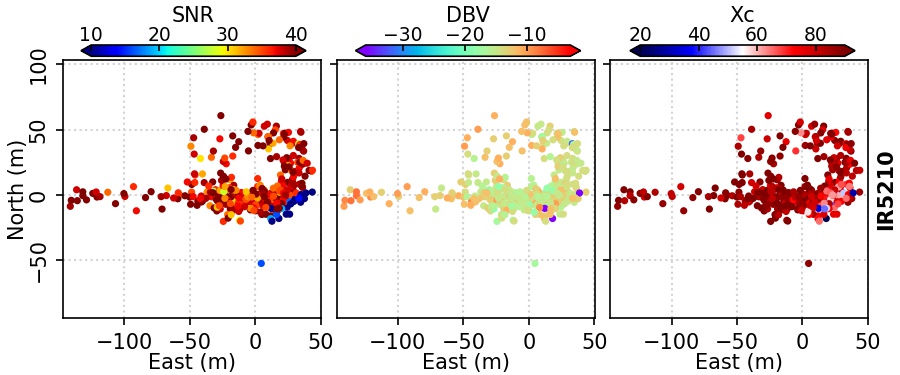 SNR
DBV
Xc
10 20 30 40
−30 −20 −10
20 40 60 80
100
50
0
−50
North (m)
−100 −50 0 50
−100 −50 0 50
−100 −50 0 50
East (m)
East (m)
East (m)
IR5210